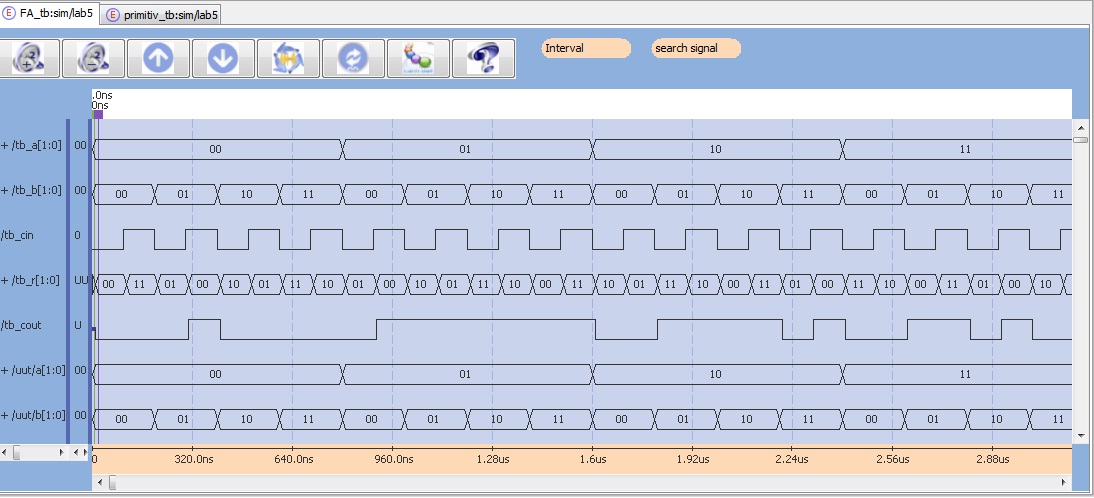 FA_tb:sim/lab5 primitiv_tb:sim/lab5
Interval search signal
.0ns
0ns
+ /tb_a[1:0] 00 00 01 10 11
+ /tb_b[1:0] 00 00 01 10 11 00 01 10 11 00 01 10 11 00 01 10 11
/tb_cin 0
+ /tb_r[1:0] UU 00 11 01 00 10 01 11 10 01 00 10 01 11 10 00 11 10 01 11 10 00 11 01 00 11 10 00 11 01 00 10
/tb_cout U
+ /uut/a[1:0] 00 00 01 10 11
+ /uut/b[1:0] 00 00 01 10 11 00 01 10 11 00 01 10 11 00 01 10 11
0 320.0ns 640.0ns 960.0ns 1.28us 1.6us 1.92us 2.24us 2.56us 2.88us